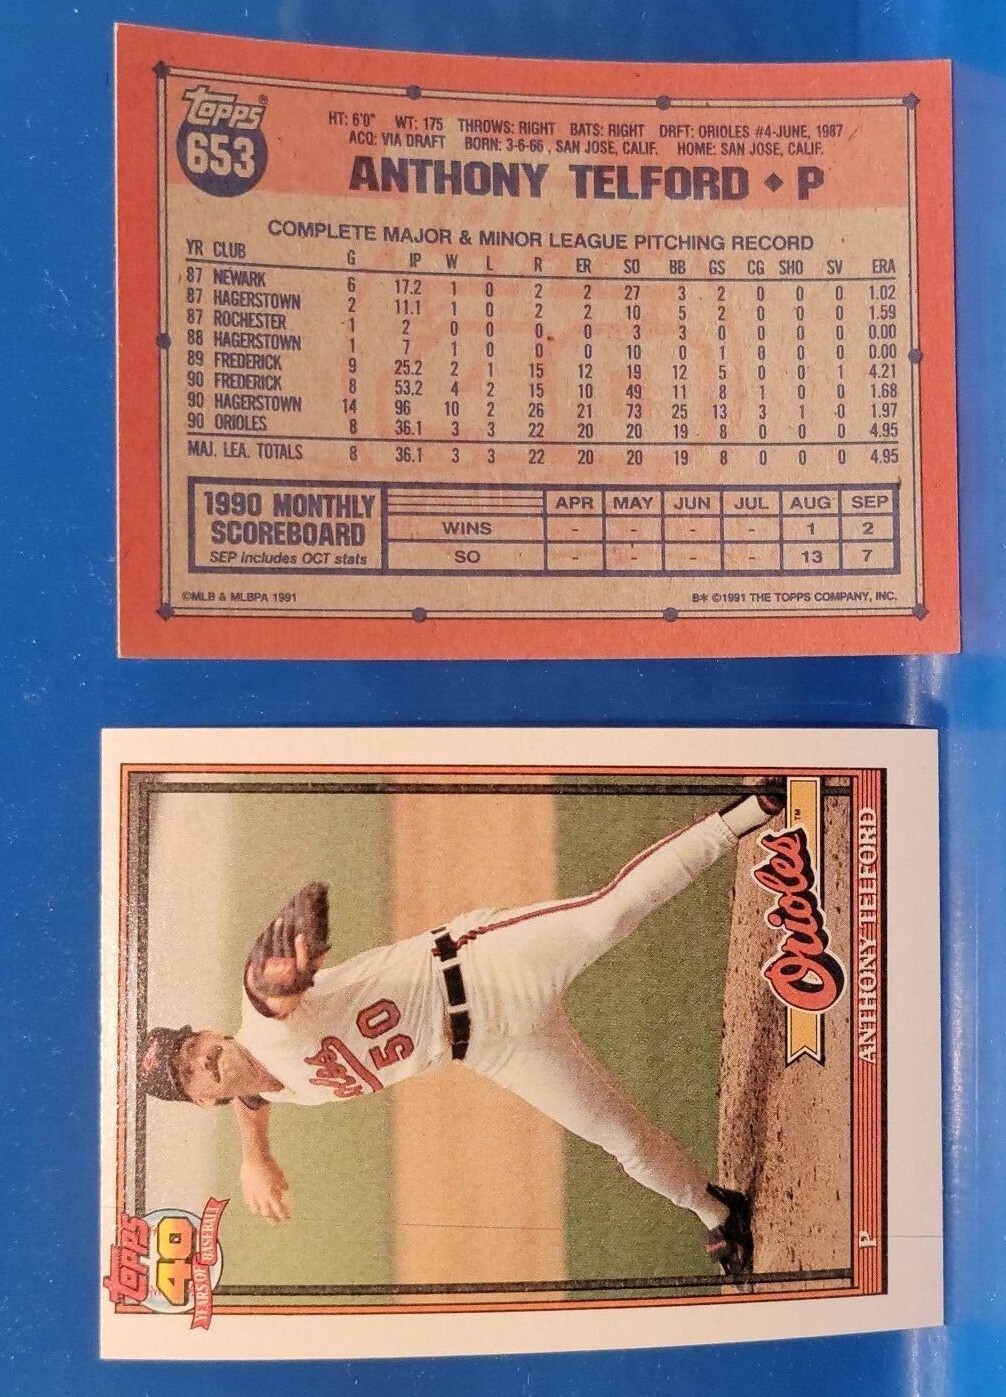 Topps®
653
HT: 6'0" WT: 175 THROWS: RIGHT BATS: RIGHT DRFT: ORIOLES #4-JUNE, 1987
ACQ: VIA DRAFT BORN: 3-6-66, SAN JOSE, CALIF. HOME: SAN JOSE, CALIF.
ANTHONY TELFORD ◆ P
COMPLETE MAJOR & MINOR LEAGUE PITCHING RECORD
YR CLUB G IP W L R ER SO BB GS CG SHO SV ERA
87 NEWARK 6 17.2 1 0 2 2 27 3 2 0 0 0 1.02
87 HAGERSTOWN 2 11.1 1 0 2 2 10 5 2 0 0 0 1.59
87 ROCHESTER 1 2 0 0 0 0 3 3 0 0 0 0 0.00
88 HAGERSTOWN 1 7 1 0 0 0 10 0 1 0 0 0 0.00
89 FREDERICK 9 25.2 2 1 15 12 19 12 5 0 0 1 4.21
90 FREDERICK 8 53.2 4 2 15 10 49 11 8 1 0 0 1.68
90 HAGERSTOWN 14 96 10 2 26 21 73 25 13 3 1 0 1.97
90 ORIOLES 8 36.1 3 3 22 20 20 19 8 0 0 0 4.95
MAJ. LEA. TOTALS 8 36.1 3 3 22 20 20 19 8 0 0 0 4.95
1990 MONTHLY
SCOREBOARD
SEP includes OCT stats
APR MAY JUN JUL AUG SEP
WINS - - - - 1 2
SO - - - - 13 7
©MLB & MLBPA 1991
B* ©1991 THE TOPPS COMPANY, INC.
Topps
40
YEARS OF BASEBALL
50
Orioles™
P ANTHONY TELFORD